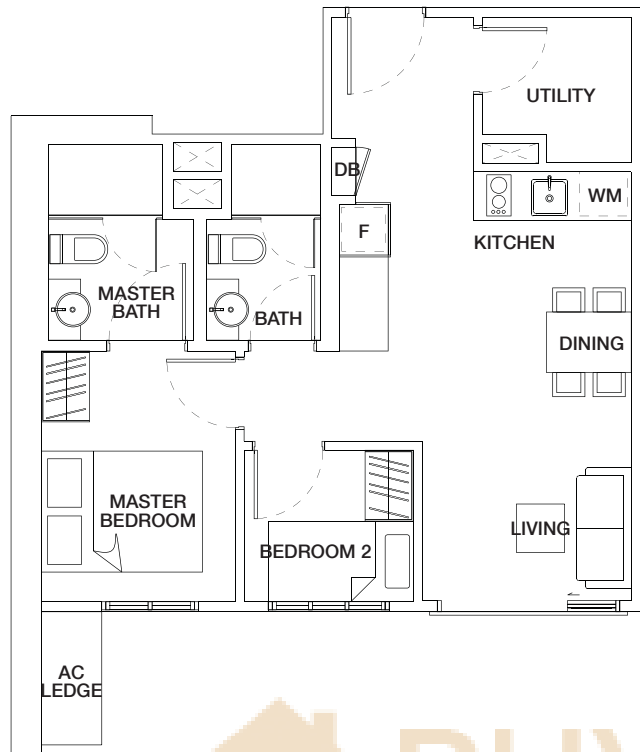 UTILITY
DB
WM
F
KITCHEN
MASTER
BATH
BATH
DINING
MASTER
BEDROOM
BEDROOM 2
LIVING
AC
LEDGE